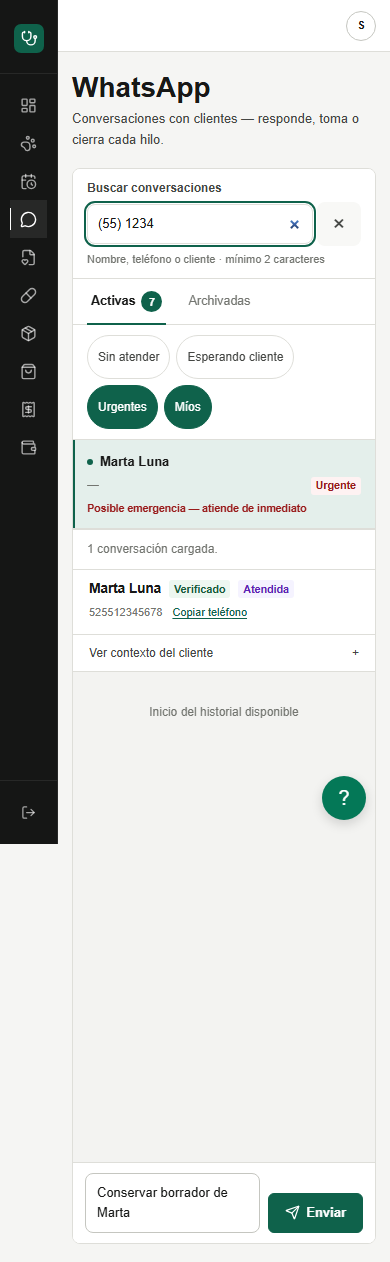 S
WhatsApp
Conversaciones con clientes — responde, toma o
cierra cada hilo.
Buscar conversaciones
(55) 1234
Nombre, teléfono o cliente · mínimo 2 caracteres
Activas 7 Archivadas
Sin atender Esperando cliente
Urgentes Míos
Marta Luna
— Urgente
Posible emergencia — atiende de inmediato
1 conversación cargada.
Marta Luna Verificado Atendida
525512345678 Copiar teléfono
Ver contexto del cliente +
Inicio del historial disponible
?
Conservar borrador de
Marta
Enviar